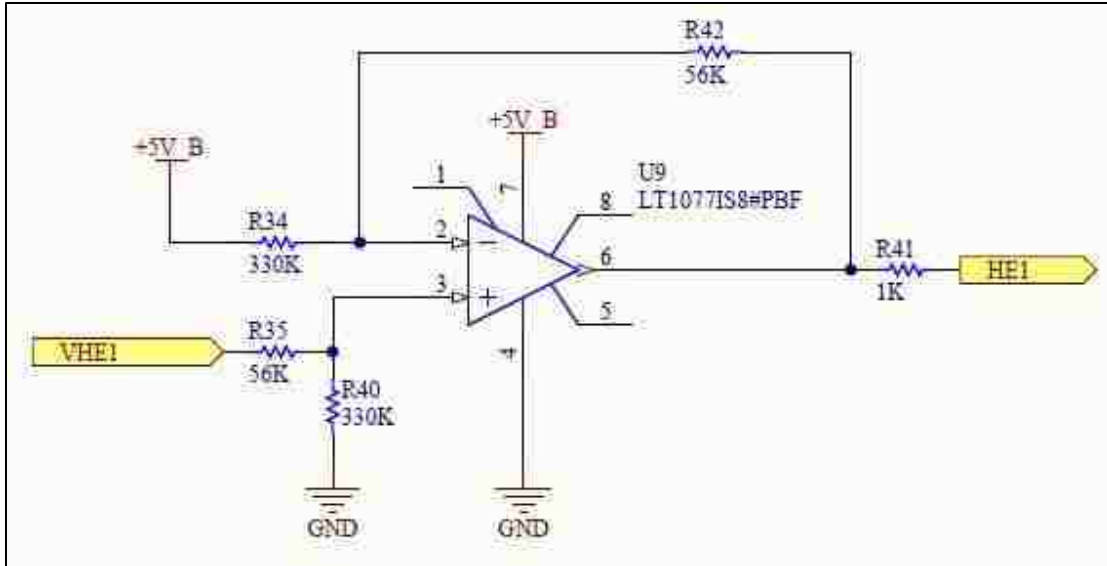 R42
56K
+5V_B
+5V_B
1
7
U9
LT1077IS8#PBF
8
R34
330K
2
−
6
R41
1K
HE1
3
+
5
VHE1
R35
56K
4
R40
330K
GND
GND